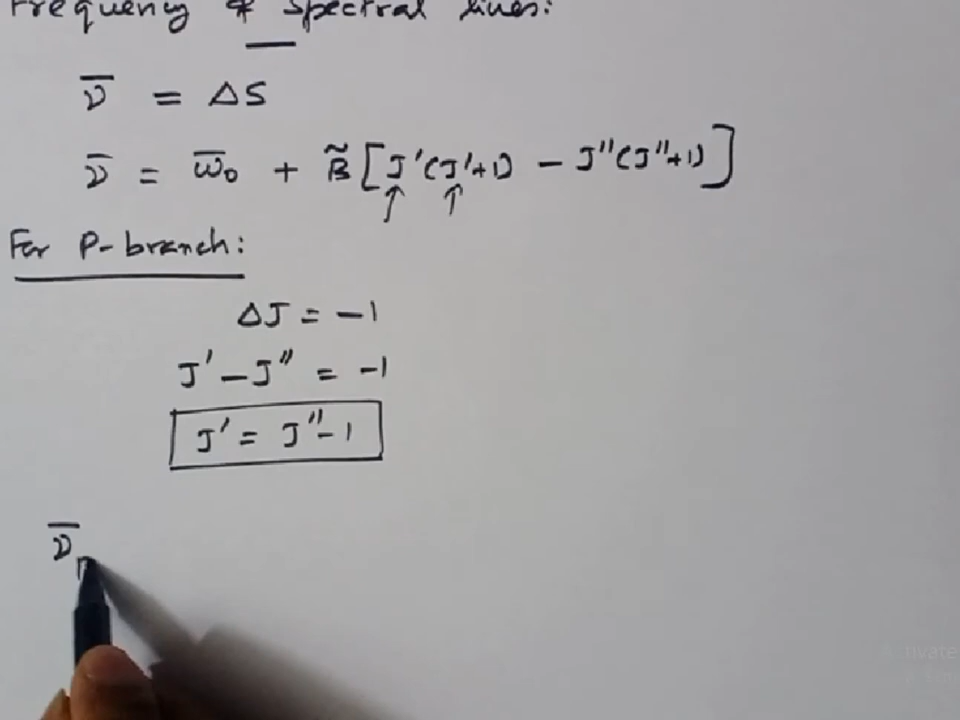 Frequency of Spectral lines:
ν̅ = ΔS
ν̅ = ω̅₀ + B̃ [J'(J'+1) − J''(J''+1)]
↑ ↑
For P-branch:
ΔJ = −1
J' − J'' = −1
J' = J''−1
ν̅